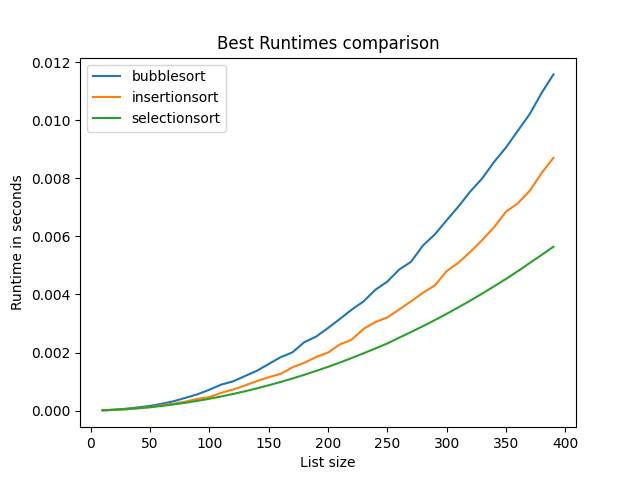 Best Runtimes comparison
bubblesort
insertionsort
selectionsort
Runtime in seconds
0.012
0.010
0.008
0.006
0.004
0.002
0.000
0 50 100 150 200 250 300 350 400
List size